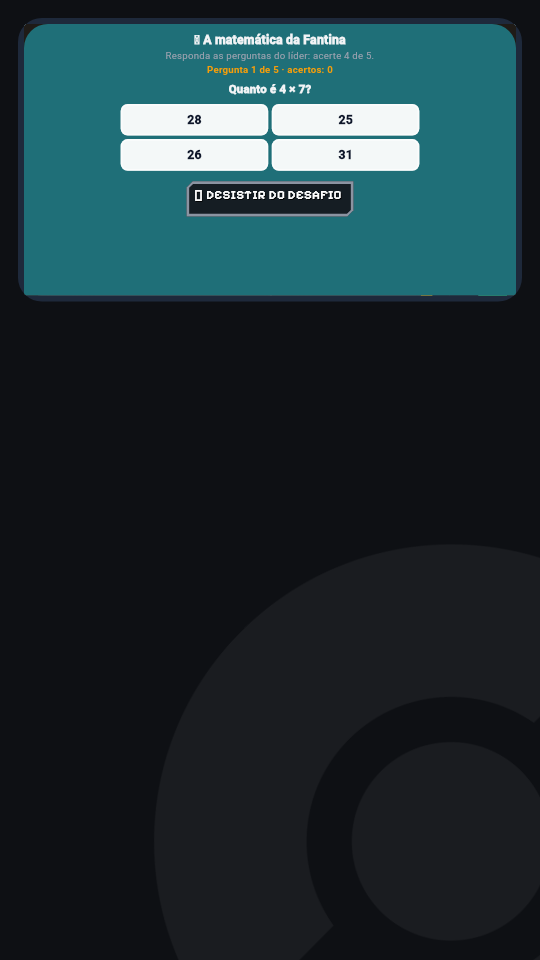 A matemática da Fantina
Responda as perguntas do líder: acerte 4 de 5.
Pergunta 1 de 5 · acertos: 0
Quanto é 4 × 7?
28
25
26
31
DESISTIR DO DESAFIO